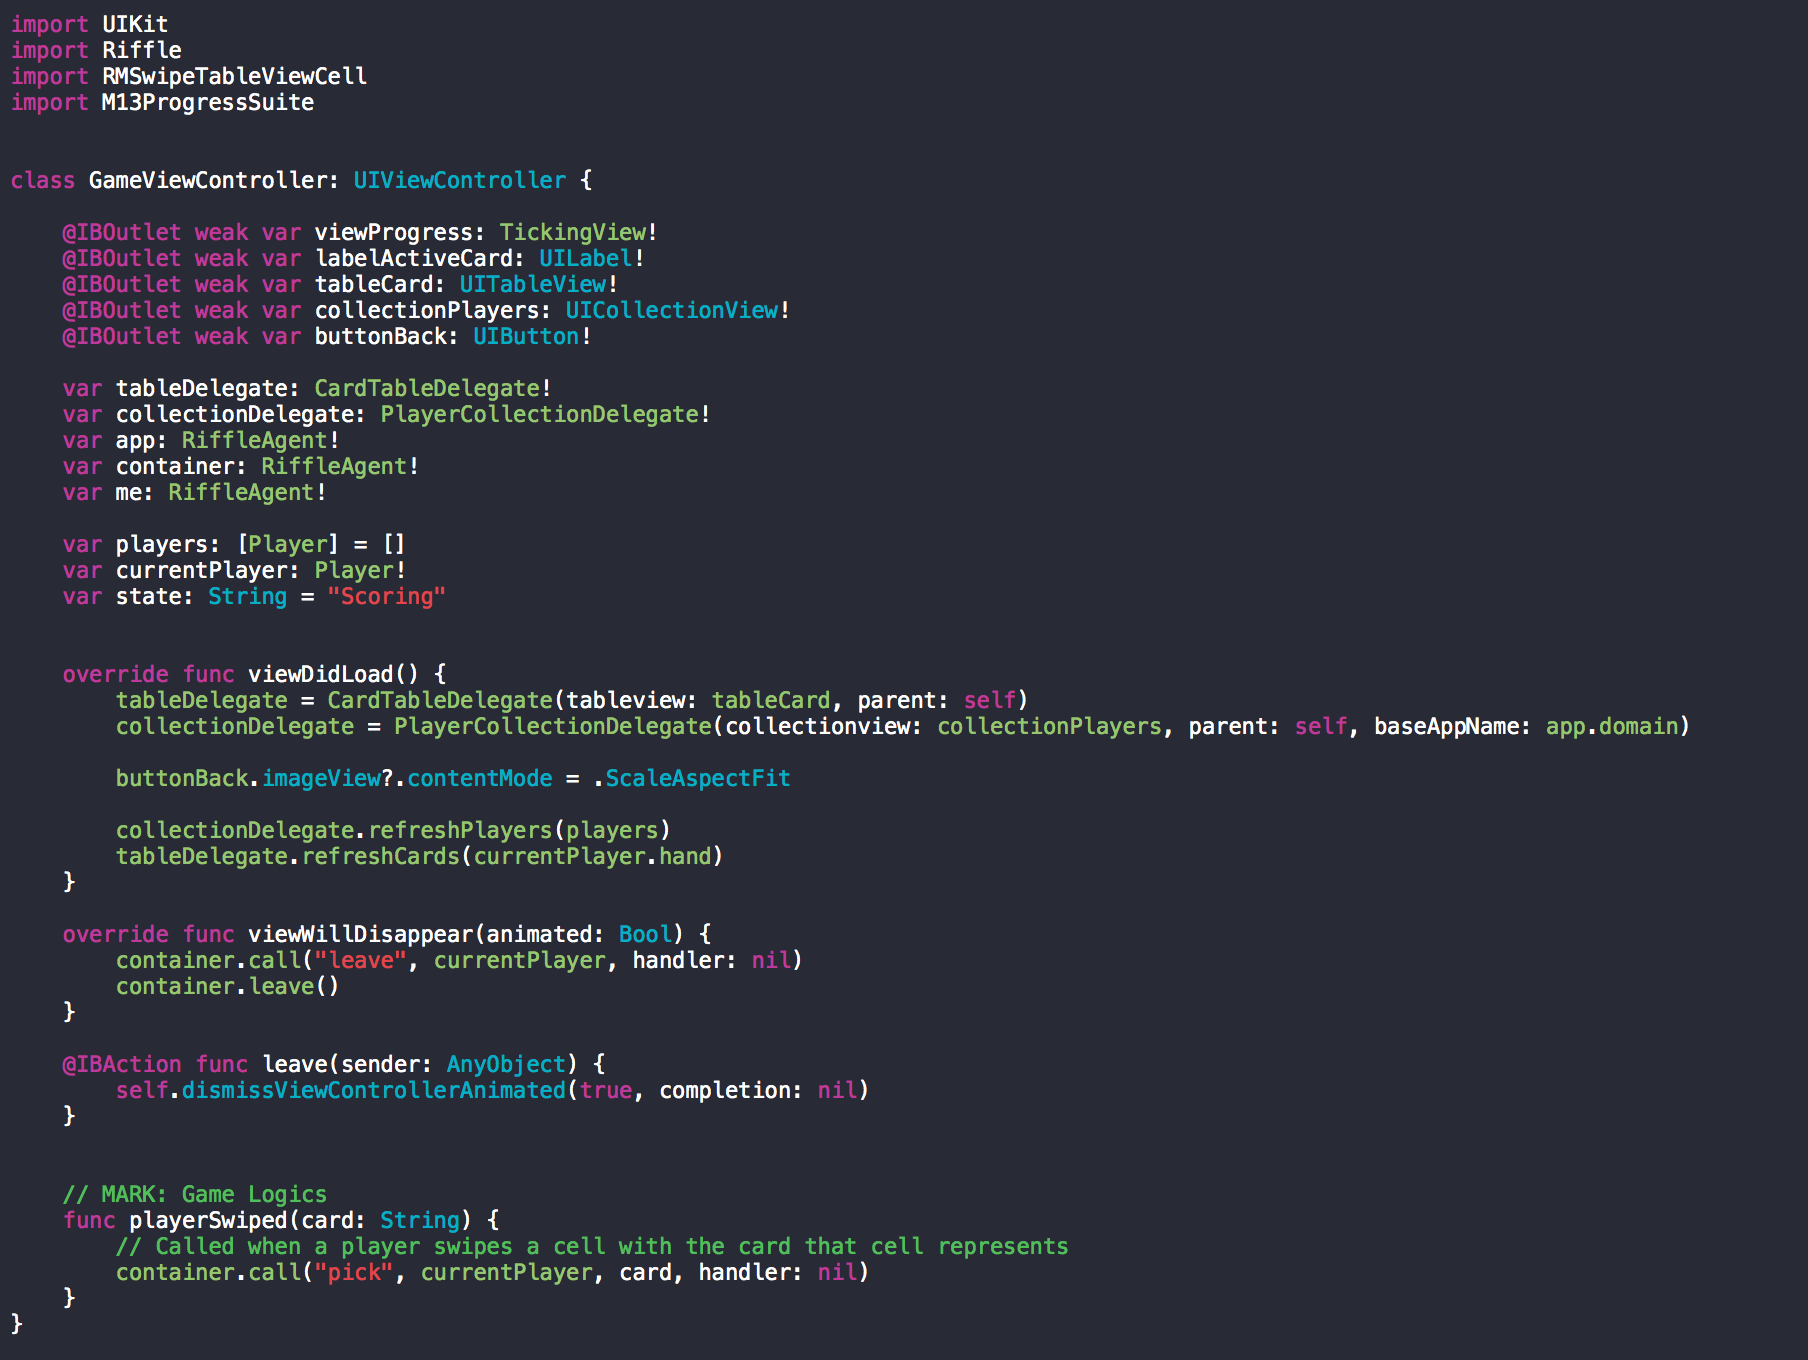 import UIKit
import Riffle
import RMSwipeTableViewCell
import M13ProgressSuite
class GameViewController: UIViewController {
@IBOutlet weak var viewProgress: TickingView!
@IBOutlet weak var labelActiveCard: UILabel!
@IBOutlet weak var tableCard: UITableView!
@IBOutlet weak var collectionPlayers: UICollectionView!
@IBOutlet weak var buttonBack: UIButton!
var tableDelegate: CardTableDelegate!
var collectionDelegate: PlayerCollectionDelegate!
var app: RiffleAgent!
var container: RiffleAgent!
var me: RiffleAgent!
var players: [Player] = []
var currentPlayer: Player!
var state: String = "Scoring"
override func viewDidLoad() {
tableDelegate = CardTableDelegate(tableview: tableCard, parent: self)
collectionDelegate = PlayerCollectionDelegate(collectionview: collectionPlayers, parent: self, baseAppName: app.domain)
buttonBack.imageView?.contentMode = .ScaleAspectFit
collectionDelegate.refreshPlayers(players)
tableDelegate.refreshCards(currentPlayer.hand)
}
override func viewWillDisappear(animated: Bool) {
container.call("leave", currentPlayer, handler: nil)
container.leave()
}
@IBAction func leave(sender: AnyObject) {
self.dismissViewControllerAnimated(true, completion: nil)
}
// MARK: Game Logics
func playerSwiped(card: String) {
// Called when a player swipes a cell with the card that cell represents
container.call("pick", currentPlayer, card, handler: nil)
}
}